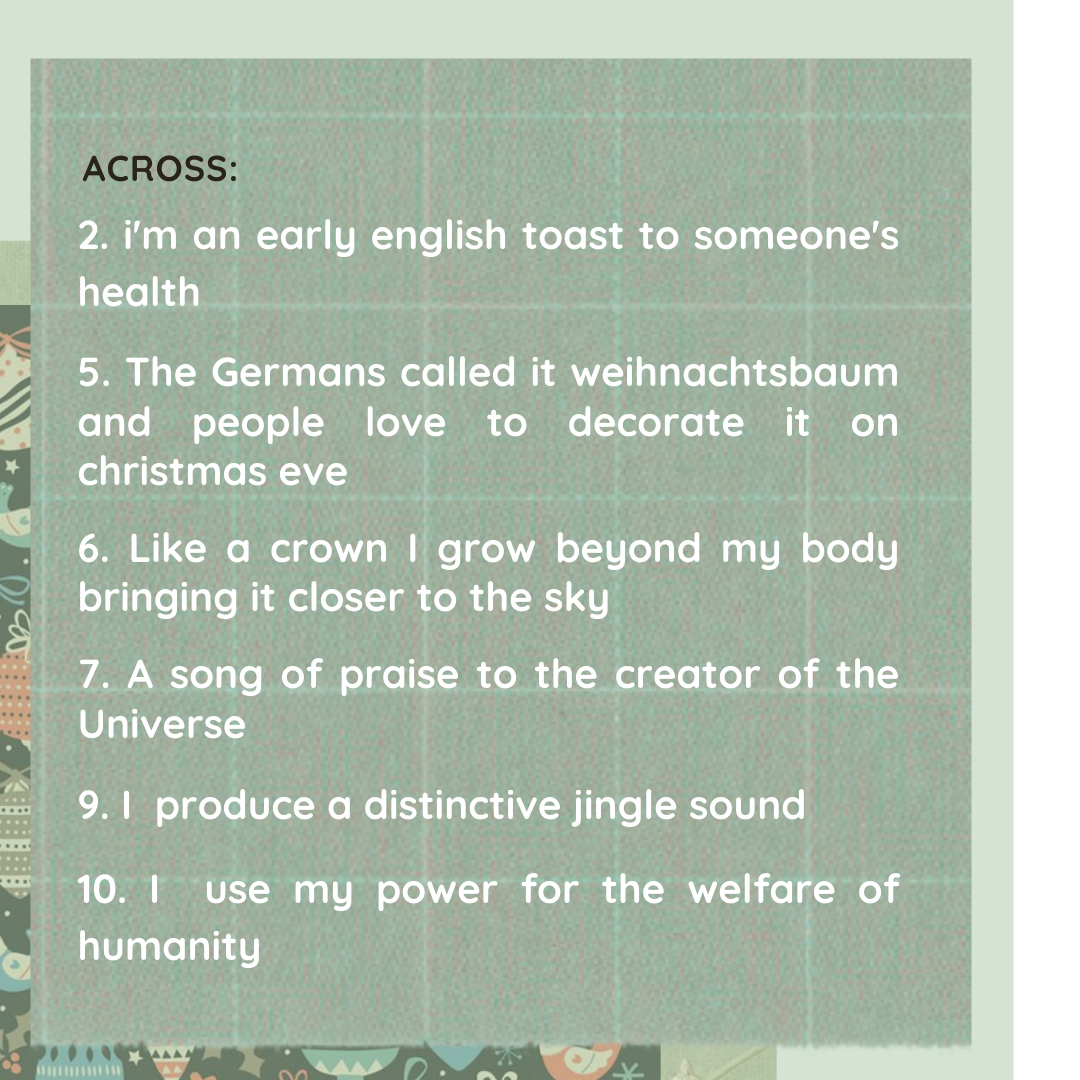 ACROSS:
2. i'm an early english toast to someone's
health
5. The Germans called it weihnachtsbaum
and people love to decorate it on
christmas eve
6. Like a crown I grow beyond my body
bringing it closer to the sky
7. A song of praise to the creator of the
Universe
9. I produce a distinctive jingle sound
10. I use my power for the welfare of
humanity